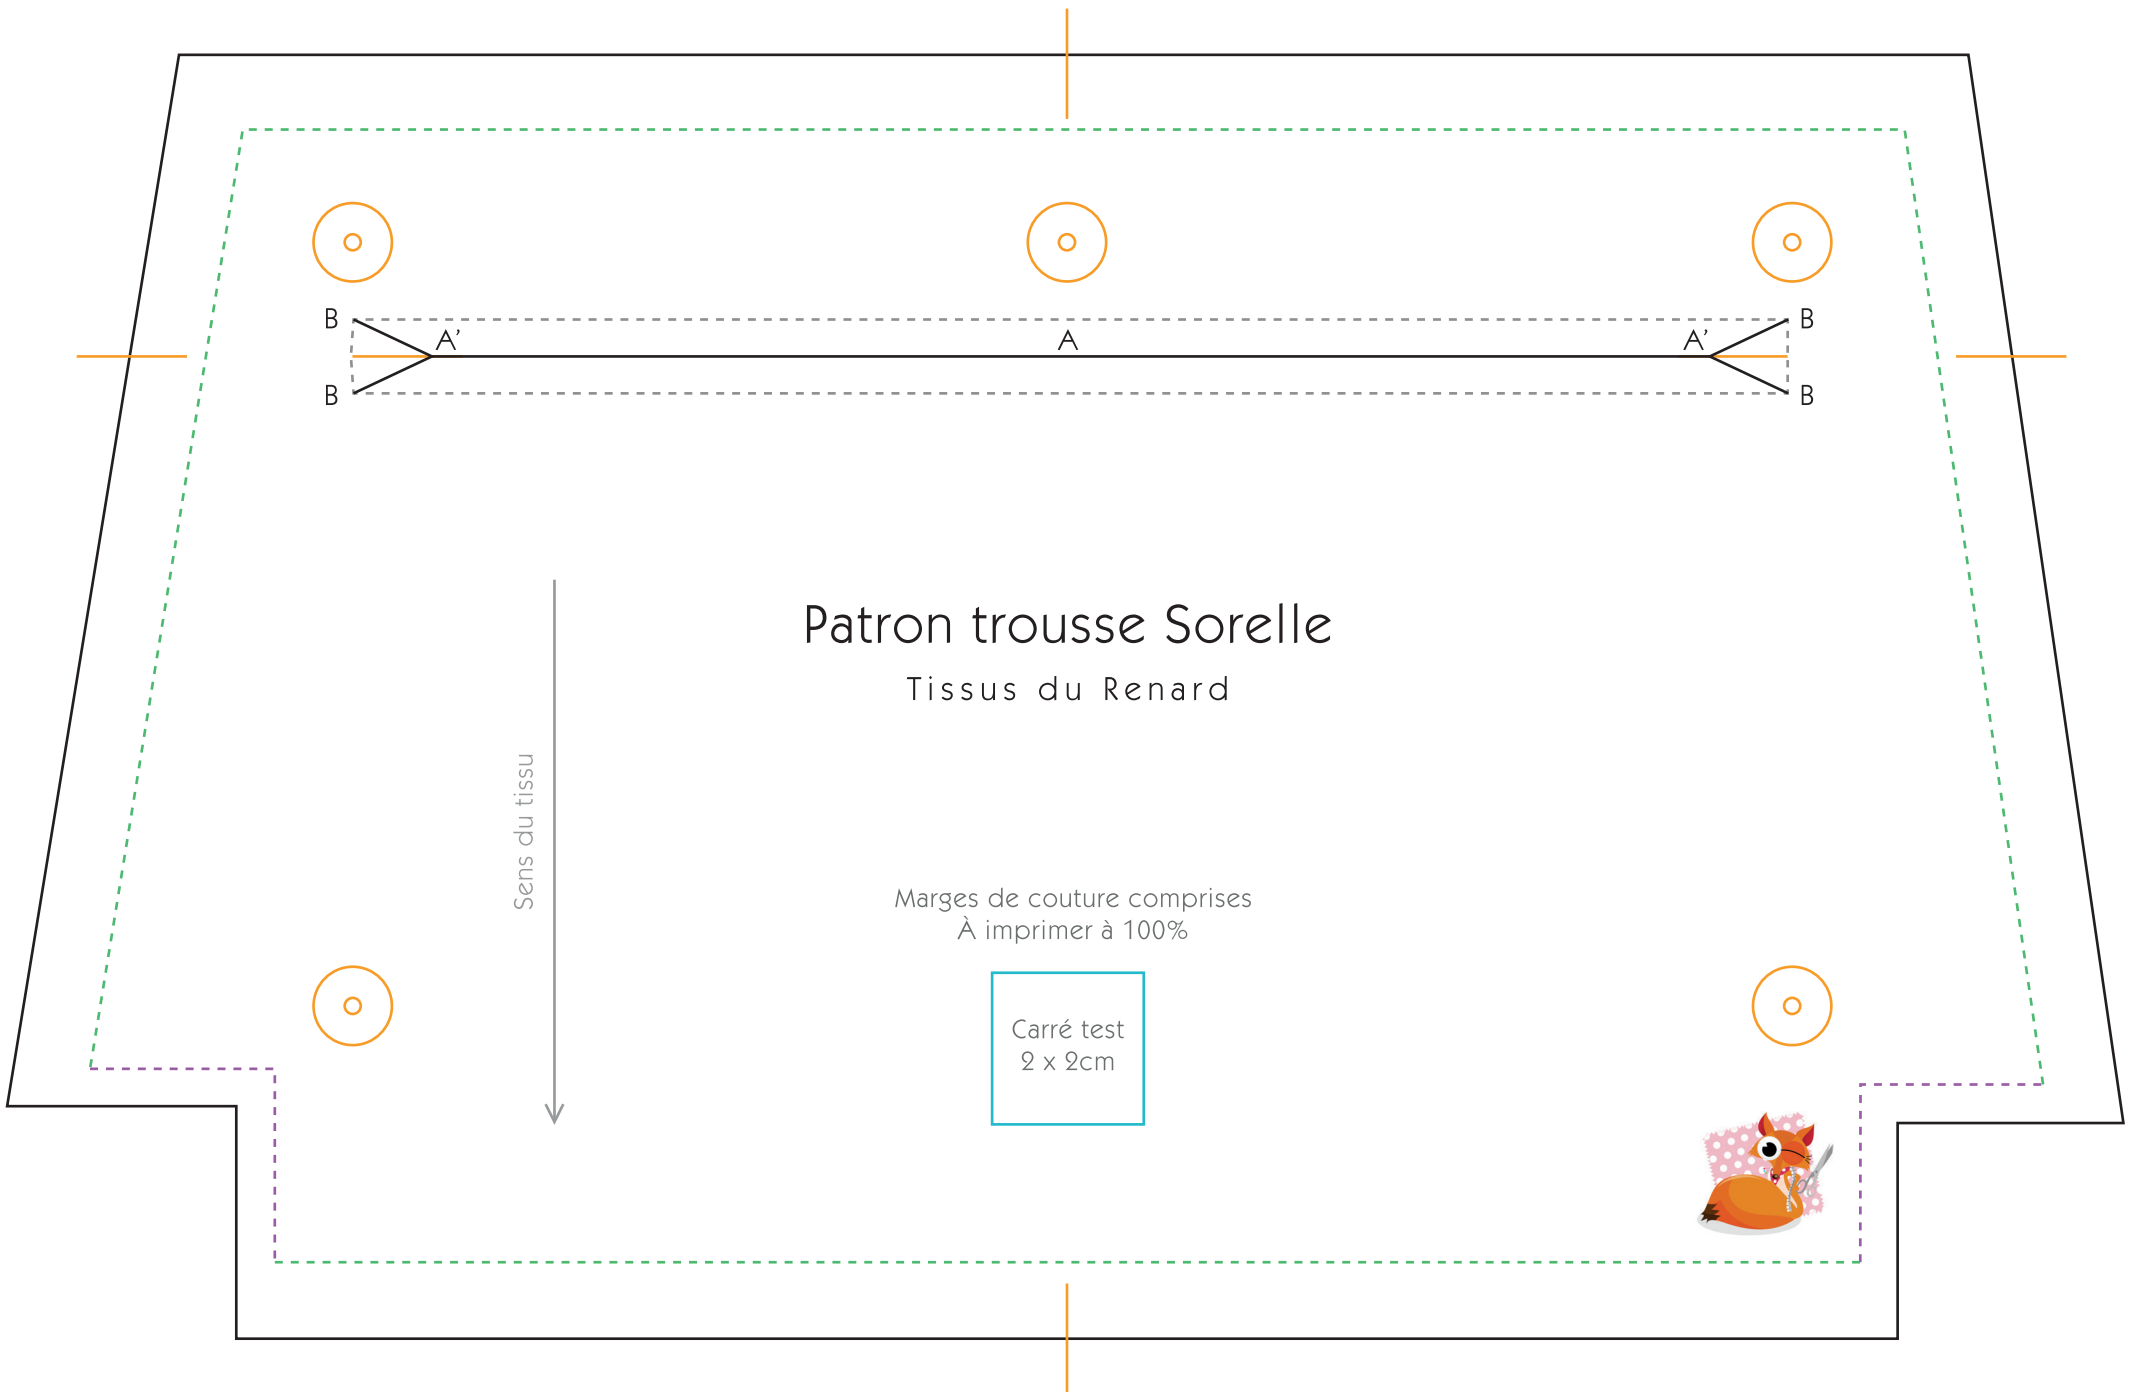 B
A’
A
A’
B
B
B
Patron trousse Sorelle
Tissus du Renard
Sens du tissu
Marges de couture comprises
À imprimer à 100%
Carré test
2 x 2cm